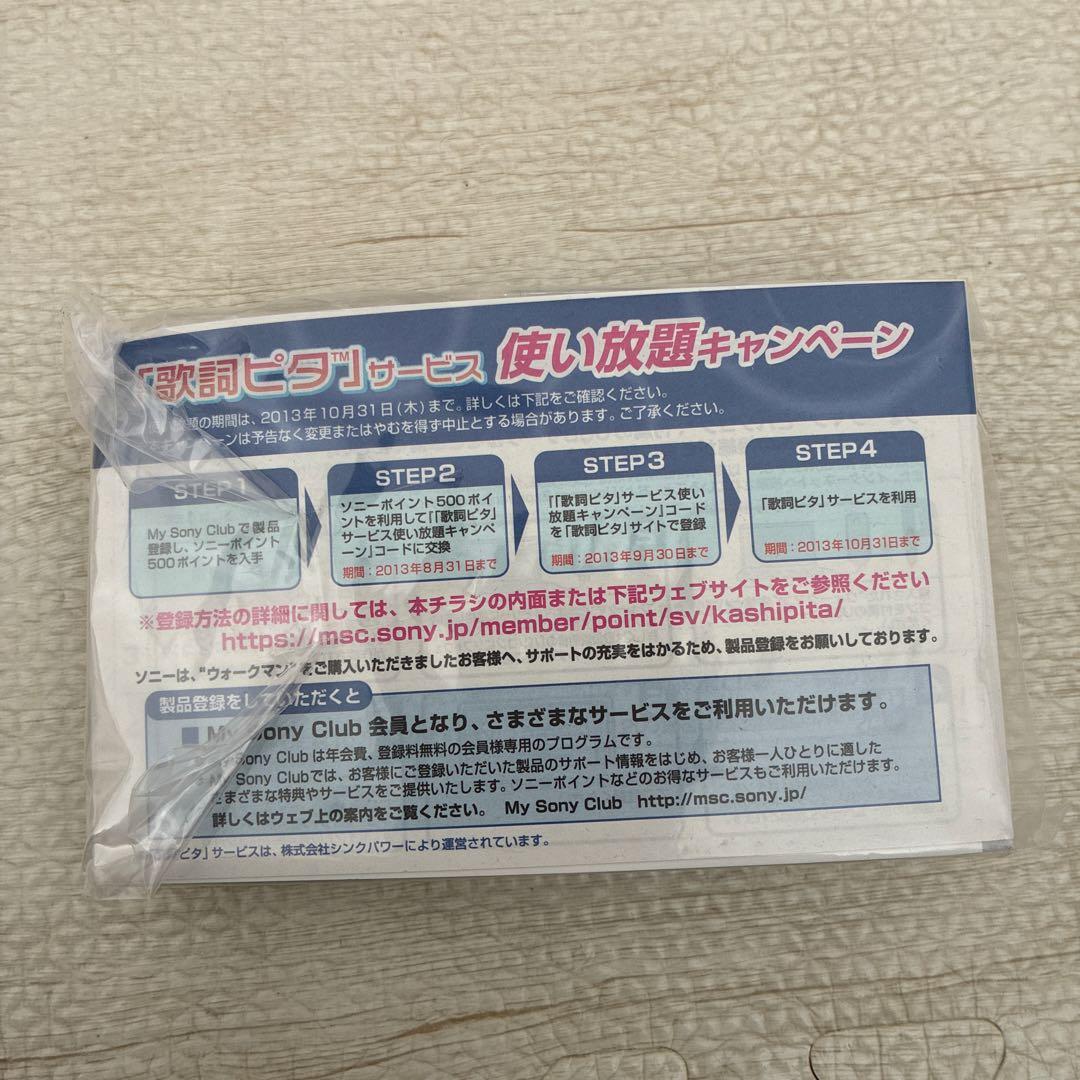 「歌詞ピタ™」サービス 使い放題キャンペーン
題の期間は、2013年10月31日(木)まで。詳しくは下記をご確認ください。
ーンは予告なく変更またはやむを得ず中止とする場合があります。ご了承ください。
STEP1
My Sony Clubで製品
登録し、ソニーポイント
500ポイントを入手
STEP2
ソニーポイント500ポイ
ントを利用して「「歌詞ピタ」
サービス使い放題キャンペ
ーン」コードに交換
期間:2013年8月31日まで
STEP3
「「歌詞ピタ」サービス使い
放題キャンペーン」コード
を「歌詞ピタ」サイトで登録
期間:2013年9月30日まで
STEP4
「歌詞ピタ」サービスを利用
期間:2013年10月31日まで
※登録方法の詳細に関しては、本チラシの内面または下記ウェブサイトをご参照ください
https://msc.sony.jp/member/point/sv/kashipita/
ソニーは、“ウォークマン”をご購入いただきましたお客様へ、サポートの充実をはかるため、製品登録をお願いしております。
製品登録をしていただくと
■ My Sony Club 会員となり、さまざまなサービスをご利用いただけます。
Sony Clubは年会費、登録料無料の会員様専用のプログラムです。
My Sony Clubでは、お客様にご登録いただいた製品のサポート情報をはじめ、お客様一人ひとりに適した
さまざまな特典やサービスをご提供いたします。ソニーポイントなどのお得なサービスもご利用いただけます。
詳しくはウェブ上の案内をご覧ください。 My Sony Club http://msc.sony.jp/
ピタ」サービスは、株式会社シンクパワーにより運営されています。